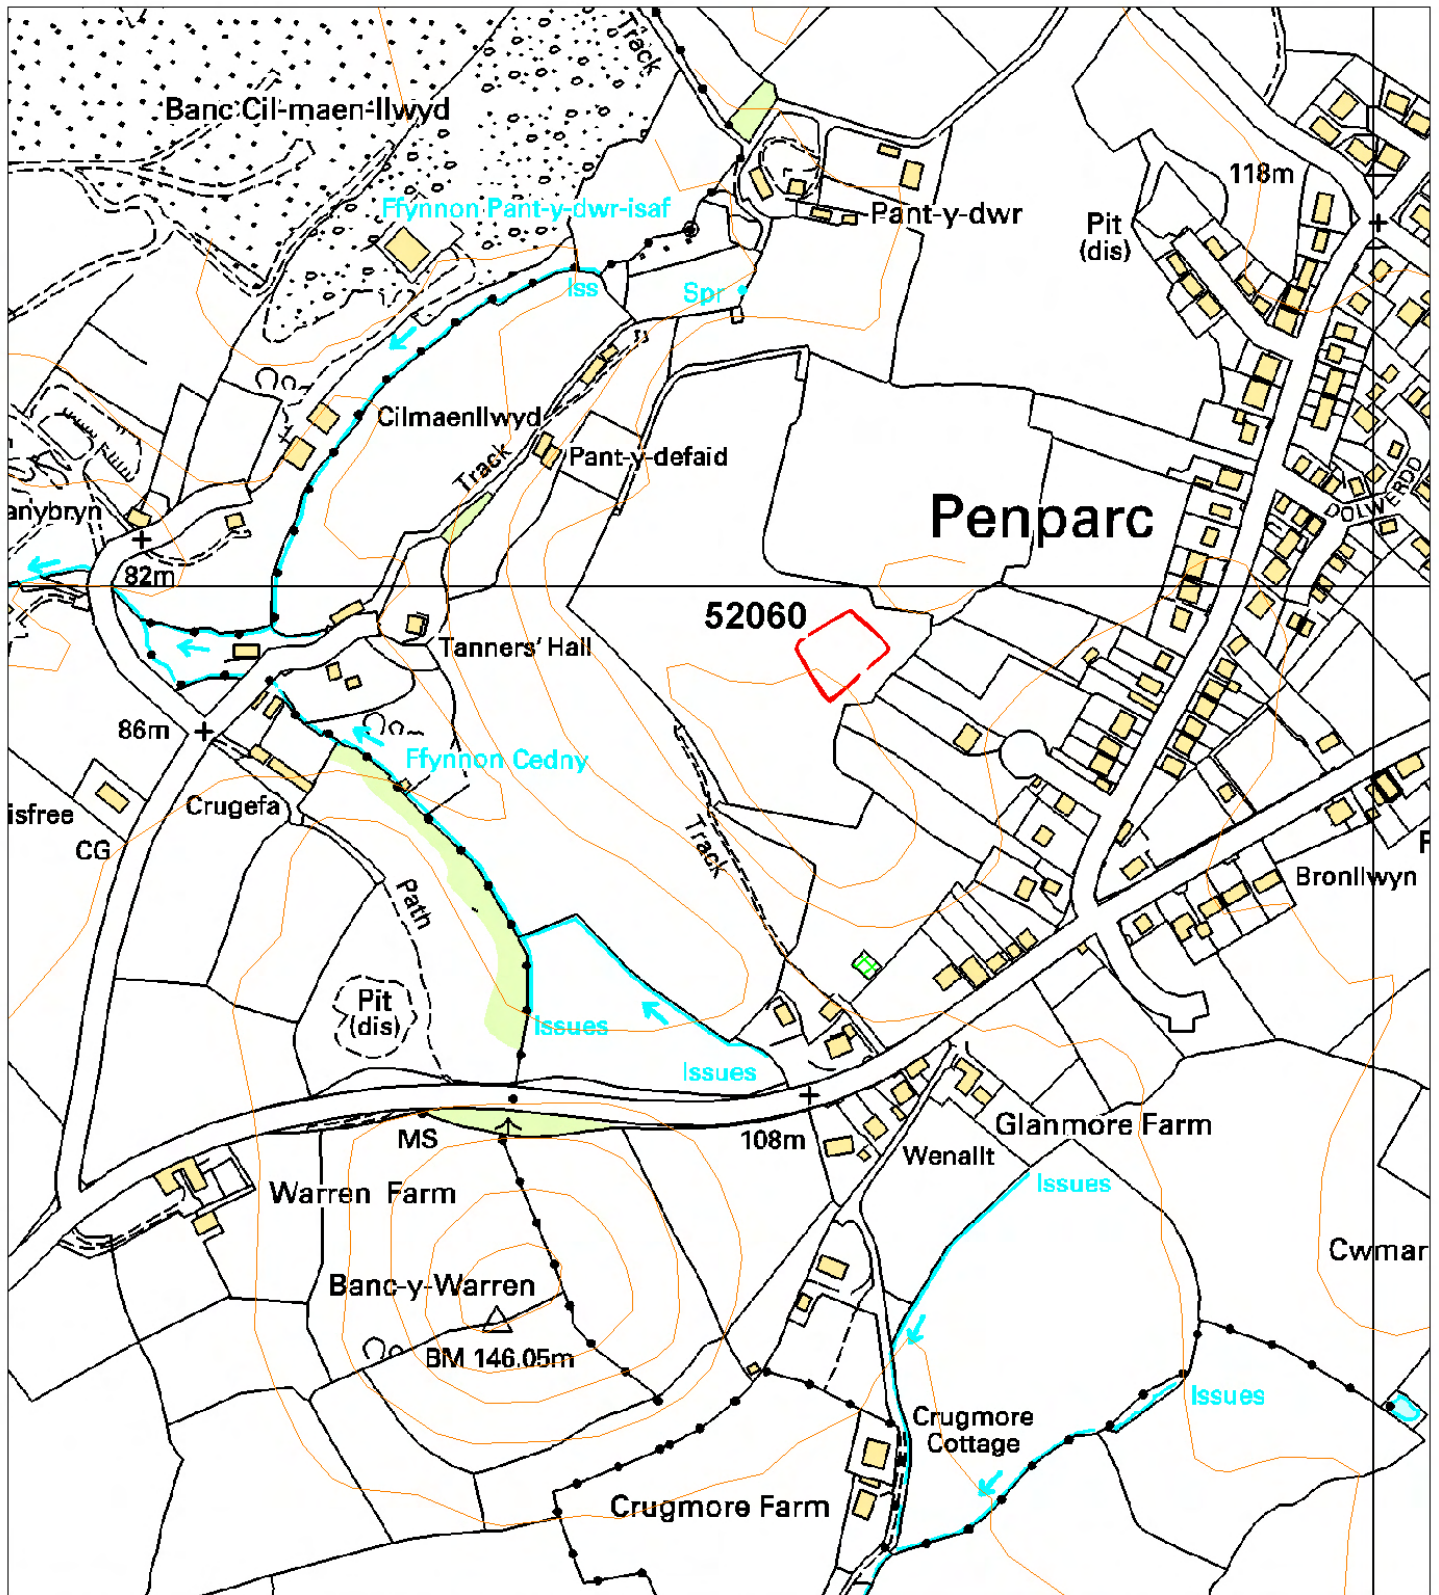 Track
Banc Cil-maen-llwyd
118m
Ffynnon Pant-y-dwr-isaf
Pant-y-dwr
Pit
(dis)
Iss
Spr
Cilmaenllwyd
Pant-y-defaid
Track
anybryn
Penparc
DOLWERDD
82m
52060
Tanners' Hall
86m
Ffynnon Cedny
isfree
Crugefa
CG
Track
Path
Bronllwyn
Pit
(dis)
Issues
Issues
MS
108m
Glanmore Farm
Wenallt
Warren Farm
Issues
Cwmar
Banc-y-Warren
BM 146.05m
Issues
Crugmore
Cottage
Crugmore Farm